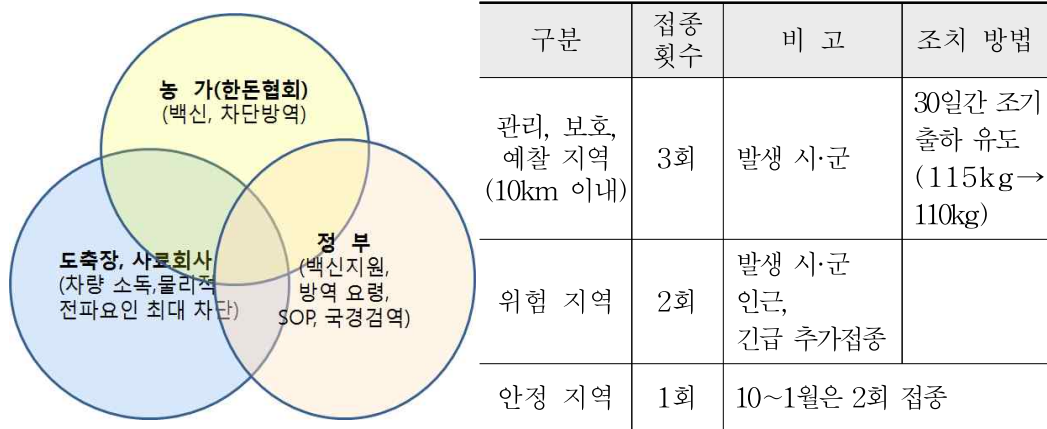 농 가(한돈협회)
(백신, 차단방역)
도축장, 사료회사
(차량 소독,물리적
전파요인 최대 차단)
정 부
(백신지원,
방역 요령,
SOP, 국경검역)
구분 접종 횟수 비 고 조치 방법
관리, 보호,
예찰 지역
(10km 이내)
3회
발생 시·군
30일간 조기
출하 유도
(115kg→
110kg)
위험 지역
2회
발생 시·군
인근,
긴급 추가접종
안정 지역 1회 10~1월은 2회 접종